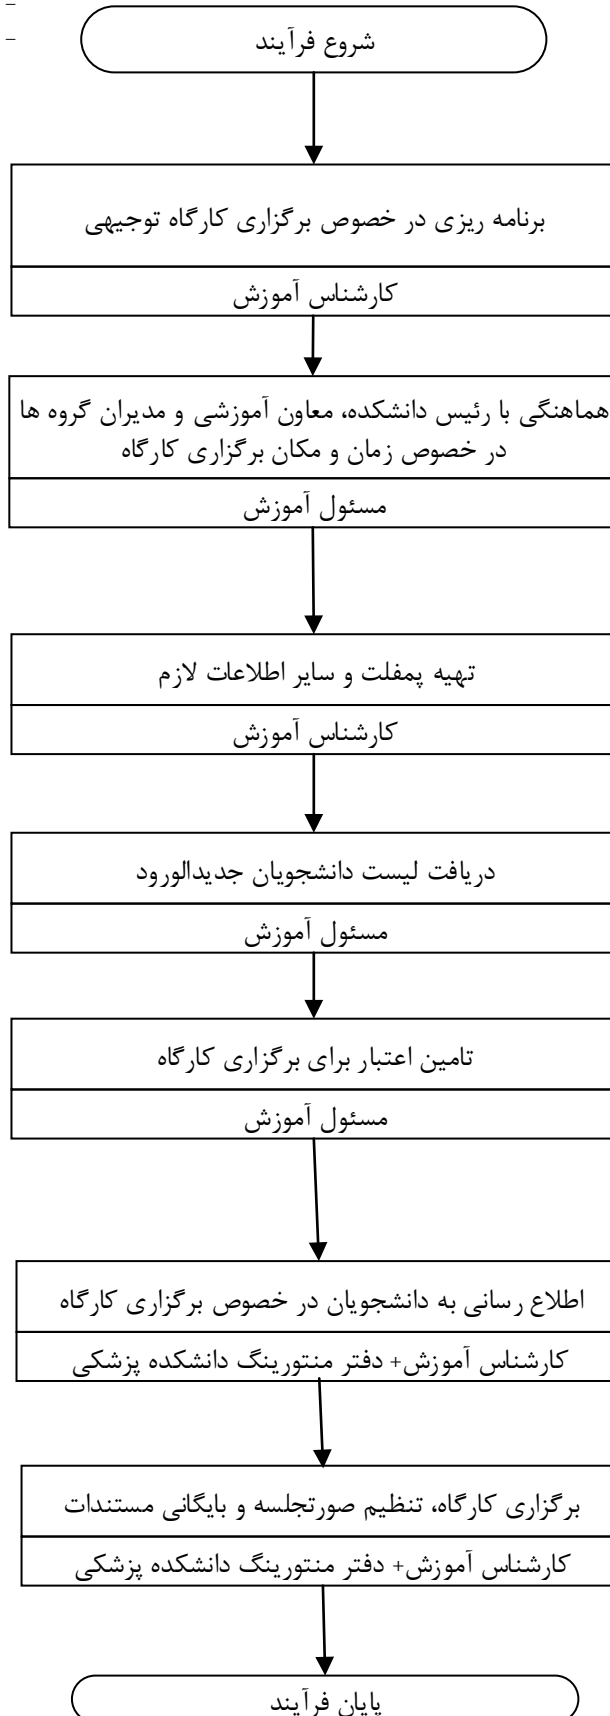 شروع فرآیند
برنامه ریزی در خصوص برگزاری کارگاه توجیهی
کارشناس آموزش
هماهنگی با رئیس دانشکده، معاون آموزشی و مدیران گروه ها
در خصوص زمان و مکان برگزاری کارگاه
مسئول آموزش
تهیه پمفلت و سایر اطلاعات لازم
کارشناس آموزش
دریافت لیست دانشجویان جدیدالورود
مسئول آموزش
تامین اعتبار برای برگزاری کارگاه
مسئول آموزش
اطلاع رسانی به دانشجویان در خصوص برگزاری کارگاه
کارشناس آموزش+ دفتر منتورینگ دانشکده پزشکی
برگزاری کارگاه، تنظیم صورتجلسه و بایگانی مستندات
کارشناس آموزش+ دفتر منتورینگ دانشکده پزشکی
پایان فرآیند